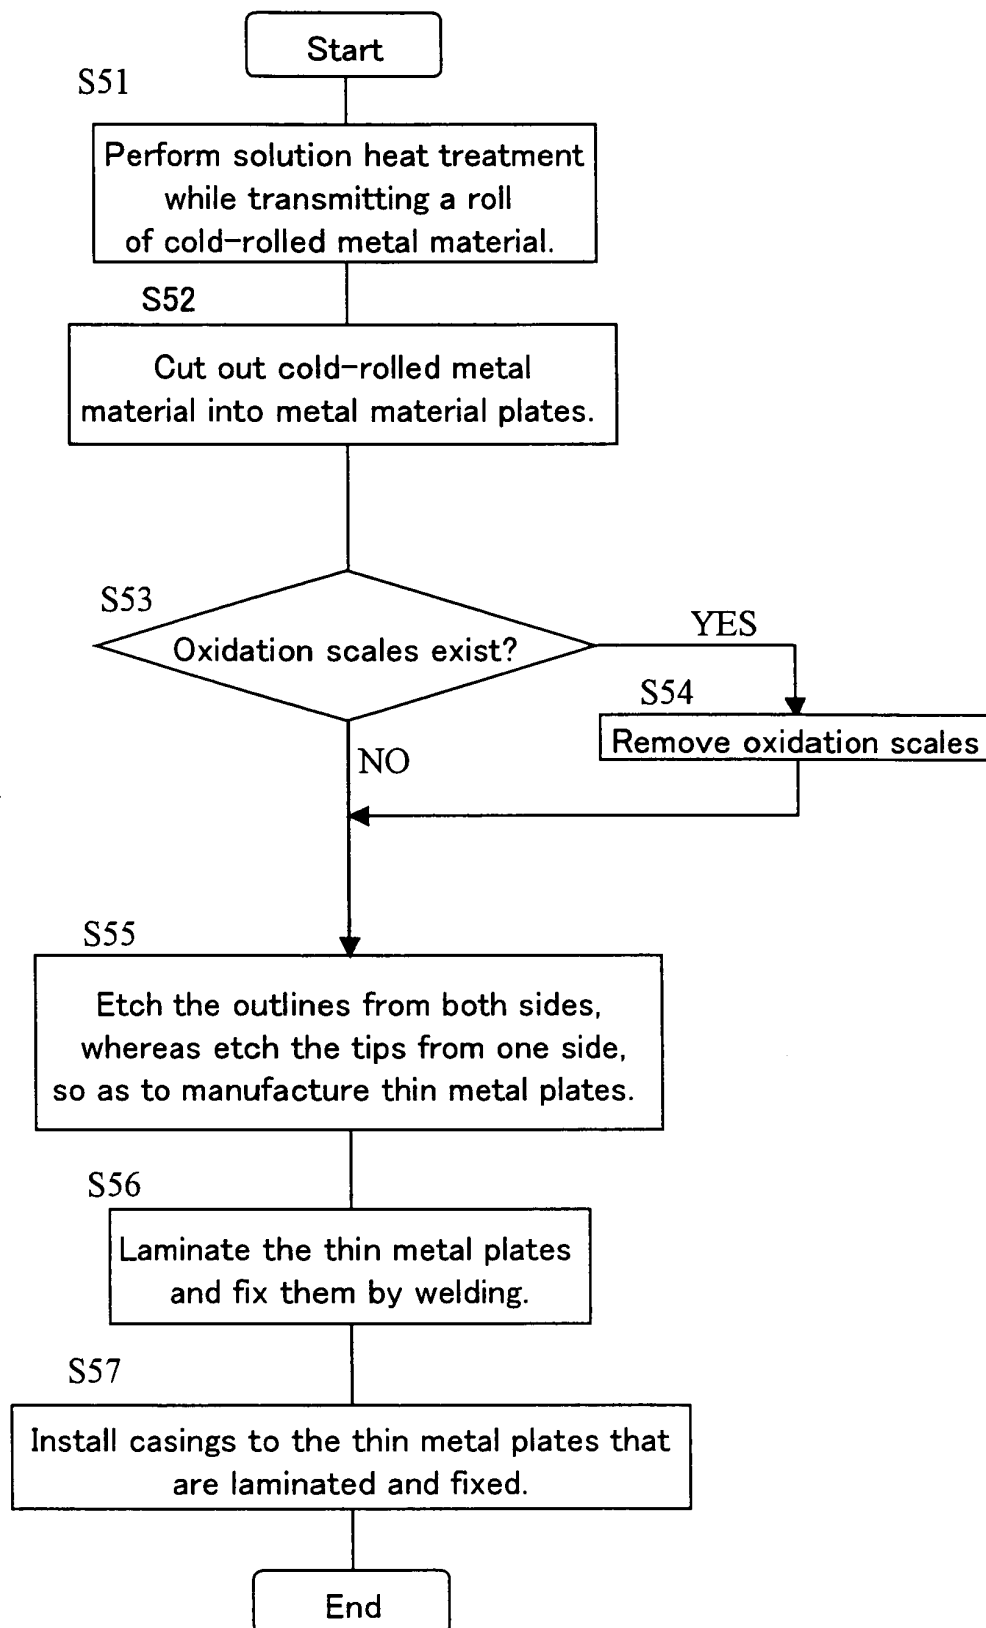 Start
S51
Perform solution heat treatment
while transmitting a roll
of cold-rolled metal material.
S52
Cut out cold-rolled metal
material into metal material plates.
S53
Oxidation scales exist?
YES
S54
Remove oxidation scales
NO
S55
Etch the outlines from both sides,
whereas etch the tips from one side,
so as to manufacture thin metal plates.
S56
Laminate the thin metal plates
and fix them by welding.
S57
Install casings to the thin metal plates that
are laminated and fixed.
End